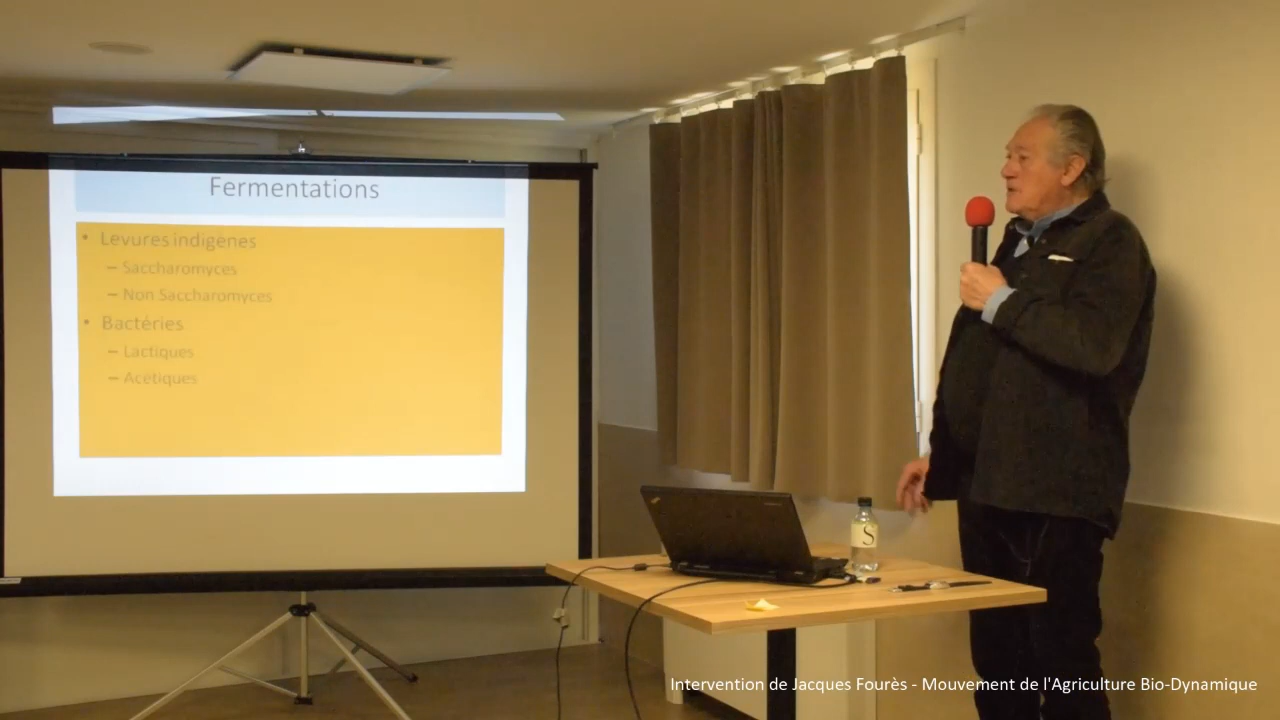 Fermentations
• Levures indigènes
– Saccharomyces
– Non Saccharomyces
• Bactéries
– Lactiques
– Acétiques
S
Intervention de Jacques Fourès - Mouvement de l'Agriculture Bio-Dynamique